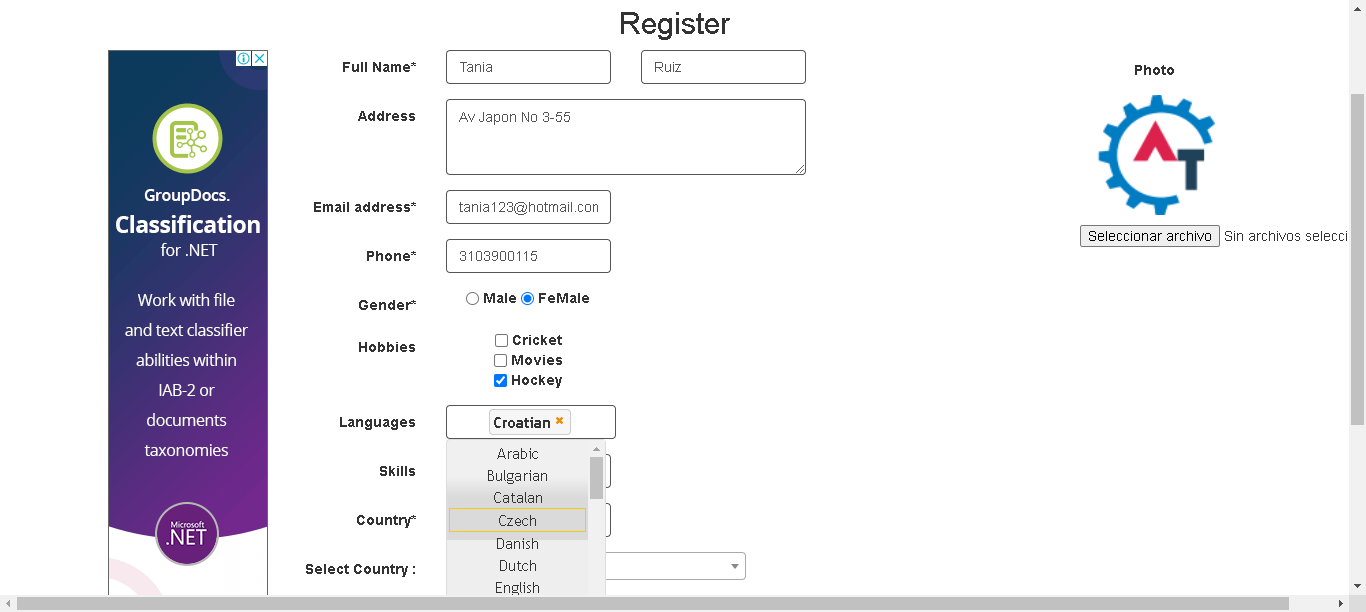 Register
GroupDocs.
Classification
for .NET
Work with file
and text classifier
abilities within
IAB-2 or
documents
taxonomies
Microsoft
.NET
Full Name* Tania Ruiz
Address Av Japon No 3-55
Email address* tania123@hotmail.con
Phone* 3103900115
Gender* Male FeMale
Hobbies Cricket
Movies
Hockey
Languages Croatian
Arabic
Bulgarian
Catalan
Czech
Danish
Dutch
English
Skills
Country*
Select Country :
Photo
AT
Seleccionar archivo Sin archivos selecci